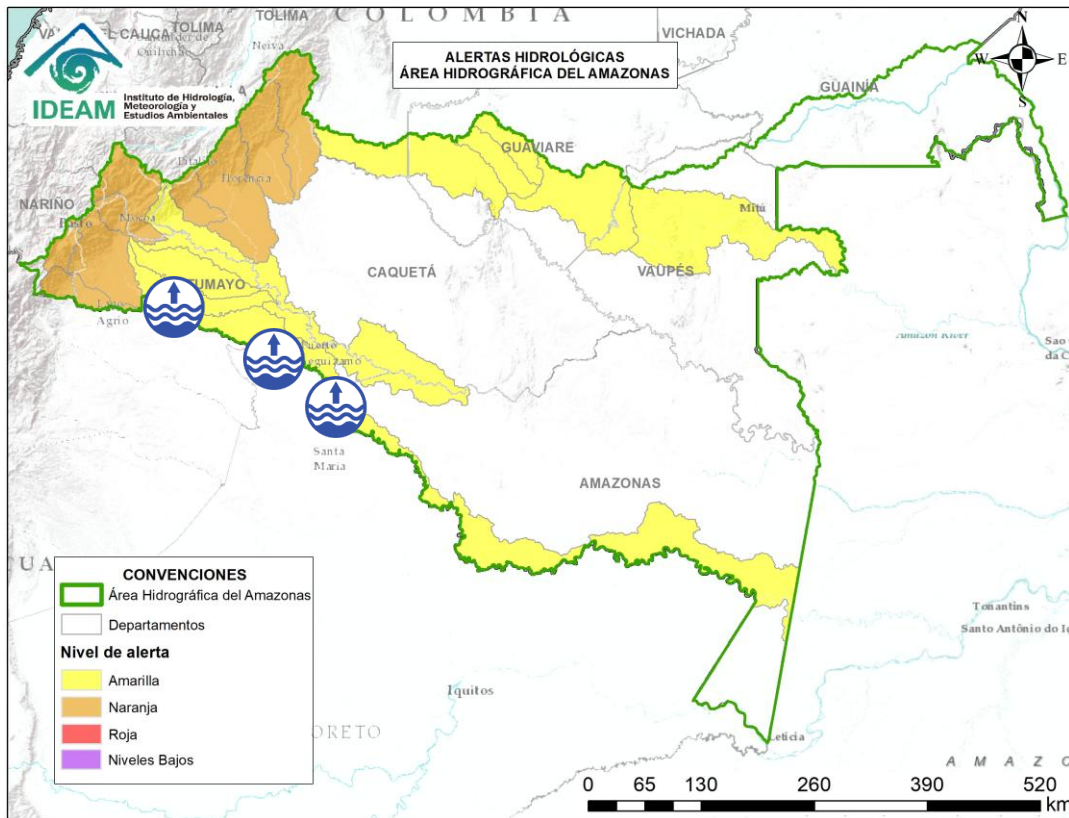 COLOMBIA
TOLIMA
TOLIMA
Neiva
VICHADA
ALERTAS HIDROLÓGICAS
ÁREA HIDROGRÁFICA DEL AMAZONAS
N
W
E
S
IDEAM
Instituto de Hidrología,
Meteorología y
Estudios Ambientales
GUAINÍA
GUAVIARE
NARIÑO
Mitú
CAQUETÁ
VAUPÉS
Agrio
Amazon River
Santa
María
AMAZONAS
CONVENCIONES
Área Hidrográfica del Amazonas
Departamentos
Nivel de alerta
Amarilla
Naranja
Roja
Niveles Bajos
Tonantins
Santo Antônio do
Iquitos
Leticia
0 65 130 260 390 520
km